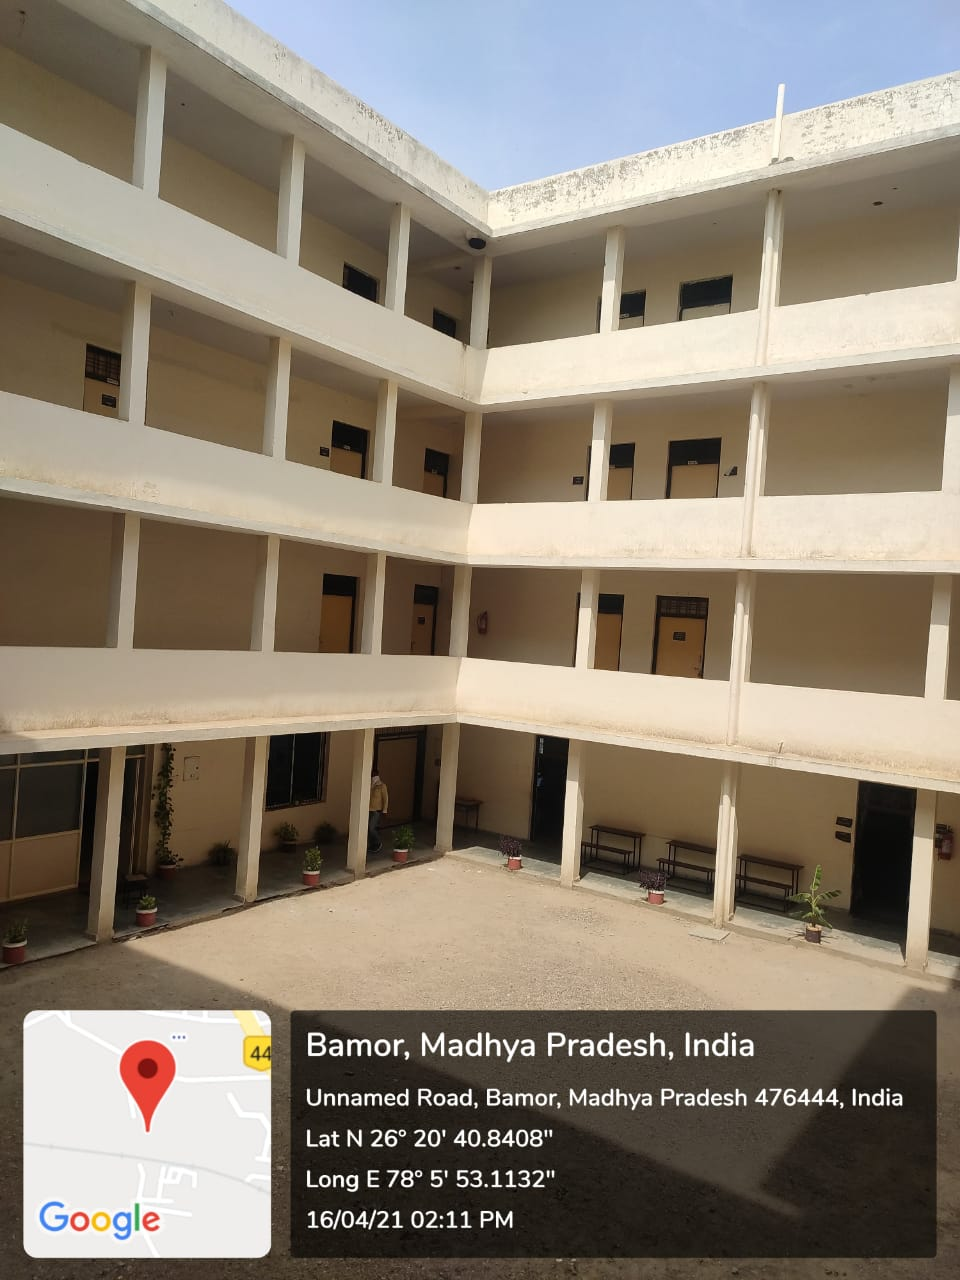 44
Google
Bamor, Madhya Pradesh, India
Unnamed Road, Bamor, Madhya Pradesh 476444, India
Lat N 26° 20' 40.8408"
Long E 78° 5' 53.1132"
16/04/21 02:11 PM